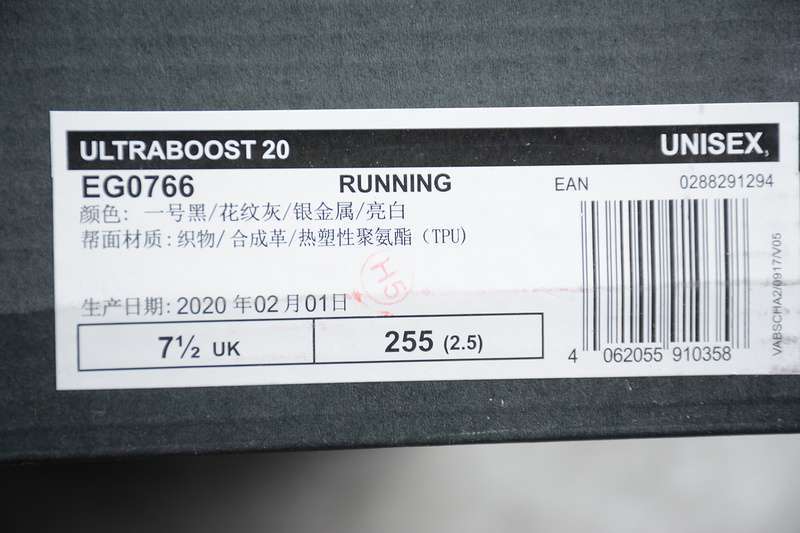 ULTRABOOST 20 UNISEX,
EG0766 RUNNING EAN 0288291294
颜色: 一号黑/花纹灰/银金属/亮白
帮面材质: 织物/合成革/热塑性聚氨酯（TPU)
H5
生产日期: 2020 年02月01日
7½ UK 255 (2.5)
4 062055 910358
VABSCHA2/0917/V05